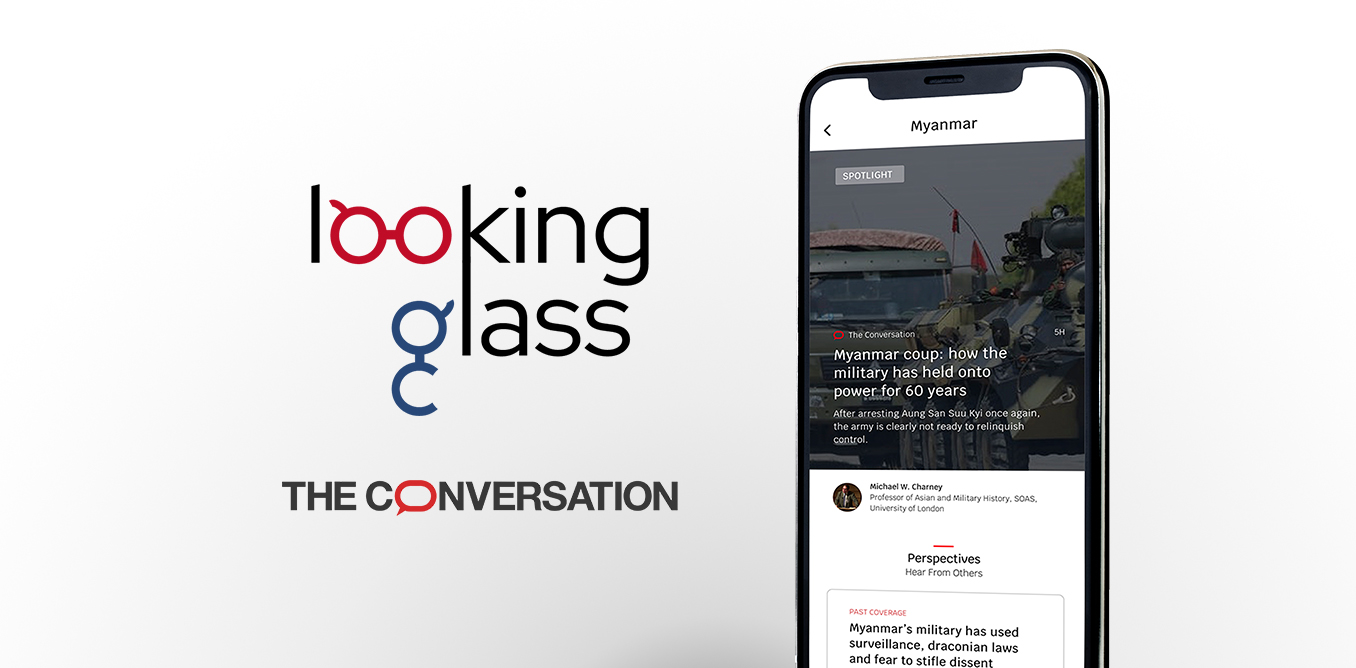 looking
glass
THE CONVERSATION
Myanmar
SPOTLIGHT
The Conversation
5H
Myanmar coup: how the
military has held onto
power for 60 years
After arresting Aung San Suu Kyi once again,
the army is clearly not ready to relinquish
control.
Michael W. Charney
Professor of Asian and Military History, SOAS,
University of London
Perspectives
Hear From Others
PAST COVERAGE
Myanmar's military has used
surveillance, draconian laws
and fear to stifle dissent